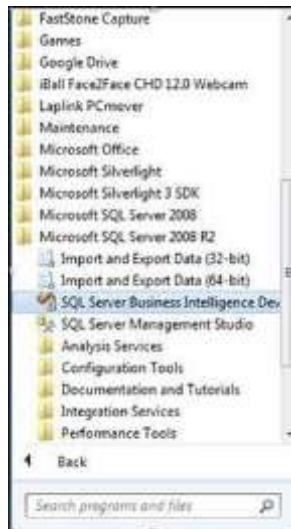 FastStone Capture
Games
Google Drive
iBall Face2Face CHD 12.0 Webcam
Laplink PCmover
Maintenance
Microsoft Office
Microsoft Silverlight
Microsoft Silverlight 3 SDK
Microsoft SQL Server 2008
Microsoft SQL Server 2008 R2
Import and Export Data (32-bit)
Import and Export Data (64-bit)
SQL Server Business Intelligence Dev
SQL Server Management Studio
Analysis Services
Configuration Tools
Documentation and Tutorials
Integration Services
Performance Tools
Back
Search programs and files